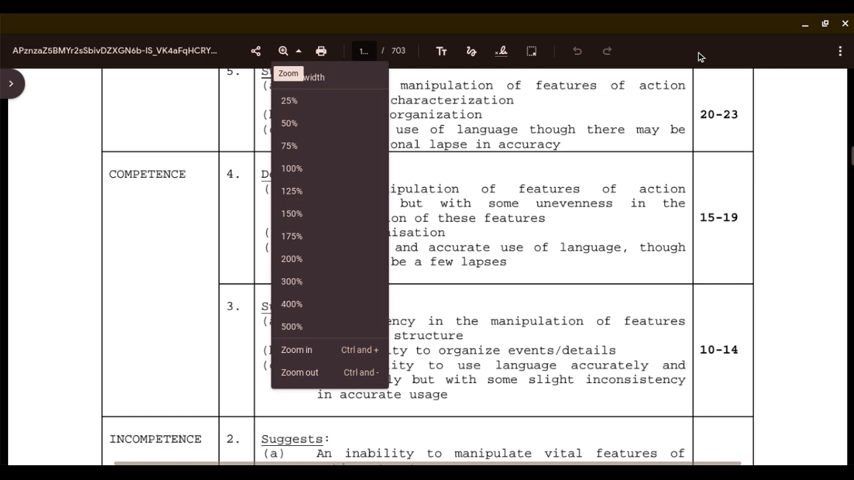 APznzaZ5BMYr2sSbivDZXGN6b-IS_VK4aFqHCRY...
1... / 703
Zoom
width
25%
50%
75%
100%
125%
150%
175%
200%
300%
400%
500%
Zoom in Ctrl and +
Zoom out Ctrl and -
5.
manipulation of features of action
characterization
organization
use of language though there may be
onal lapse in accuracy
20-23
COMPETENCE 4.
ipulation of features of action
but with some unevenness in the
ion of these features
nisation
and accurate use of language, though
be a few lapses
15-19
3.
ency in the manipulation of features
structure
ity to organize events/details
ity to use language accurately and
ly but with some slight inconsistency
in accurate usage
10-14
INCOMPETENCE 2. Suggests:
(a) An inability to manipulate vital features of